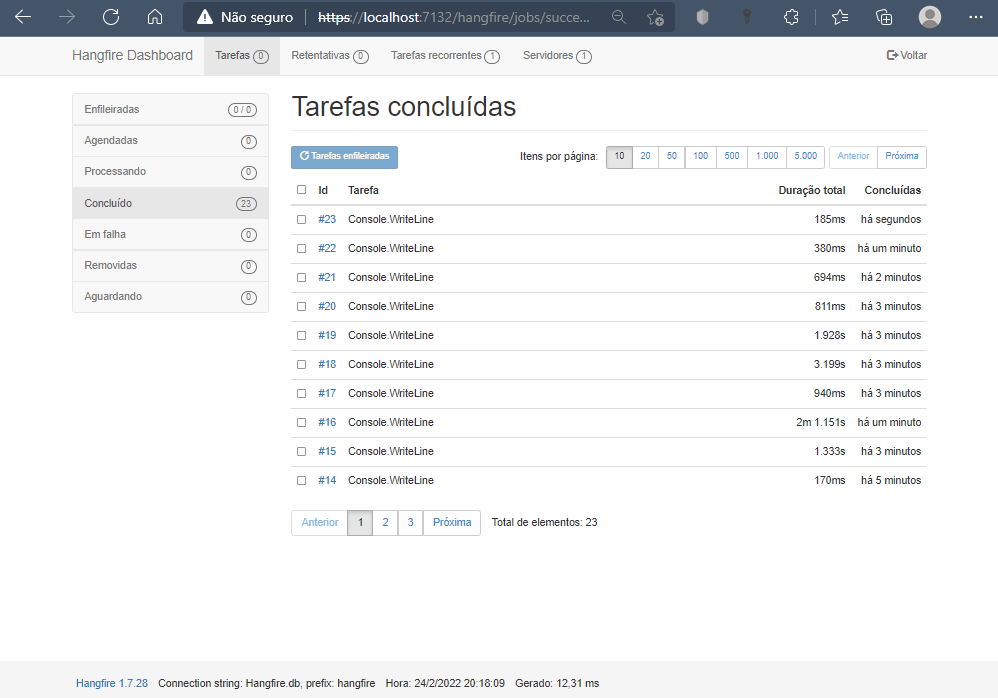 Não seguro https://localhost:7132/hangfire/jobs/succe...
Hangfire Dashboard Tarefas 0 Retentativas 0 Tarefas recorrentes 1 Servidores 1 Voltar
Enfileiradas 0 / 0
Agendadas 0
Processando 0
Concluído 23
Em falha 0
Removidas 0
Aguardando 0
Tarefas concluídas
Tarefas enfileiradas Itens por página: 10 20 50 100 500 1.000 5.000 Anterior Próxima
Id Tarefa Duração total Concluídas
#23 Console.WriteLine 185ms há segundos
#22 Console.WriteLine 380ms há um minuto
#21 Console.WriteLine 694ms há 2 minutos
#20 Console.WriteLine 811ms há 3 minutos
#19 Console.WriteLine 1.928s há 3 minutos
#18 Console.WriteLine 3.199s há 3 minutos
#17 Console.WriteLine 940ms há 3 minutos
#16 Console.WriteLine 2m 1.151s há um minuto
#15 Console.WriteLine 1.333s há 3 minutos
#14 Console.WriteLine 170ms há 5 minutos
Anterior 1 2 3 Próxima Total de elementos: 23
Hangfire 1.7.28 Connection string: Hangfire.db, prefix: hangfire Hora: 24/2/2022 20:18:09 Gerado: 12,31 ms